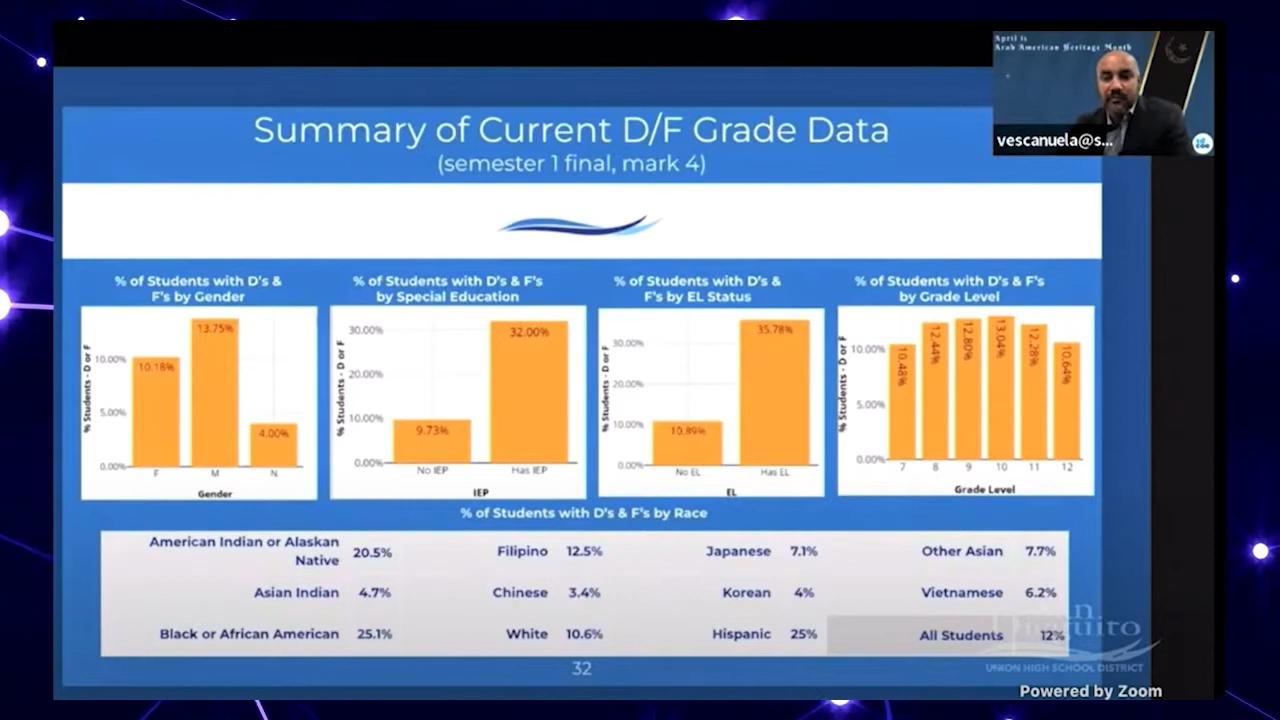 April is
Arab American Heritage Month
vescanuela@s...
Summary of Current D/F Grade Data
(semester 1 final, mark 4)
% of Students with D's &
F's by Gender
% Students - D or F
10.00%
5.00%
0.00%
10.18%
13.75%
4.00%
F M N
Gender
% of Students with D's & F's
by Special Education
% Students - D or F
30.00%
20.00%
10.00%
0.00%
9.73%
32.00%
No IEP Has IEP
IEP
% of Students with D's &
F's by EL Status
% Students - D or F
30.00%
20.00%
10.00%
0.00%
10.89%
35.78%
No EL Has EL
EL
% of Students with D's & F's
by Grade Level
% Students - D or F
10.00%
5.00%
0.00%
10.48%
12.44%
12.80%
13.04%
12.28%
10.64%
7 8 9 10 11 12
Grade Level
% of Students with D's & F's by Race
American Indian or Alaskan
Native 20.5% Filipino 12.5% Japanese 7.1% Other Asian 7.7%
Asian Indian 4.7% Chinese 3.4% Korean 4% Vietnamese 6.2%
Black or African American 25.1% White 10.6% Hispanic 25% All Students 12%
32
UNION HIGH SCHOOL DISTRICT
Powered by Zoom